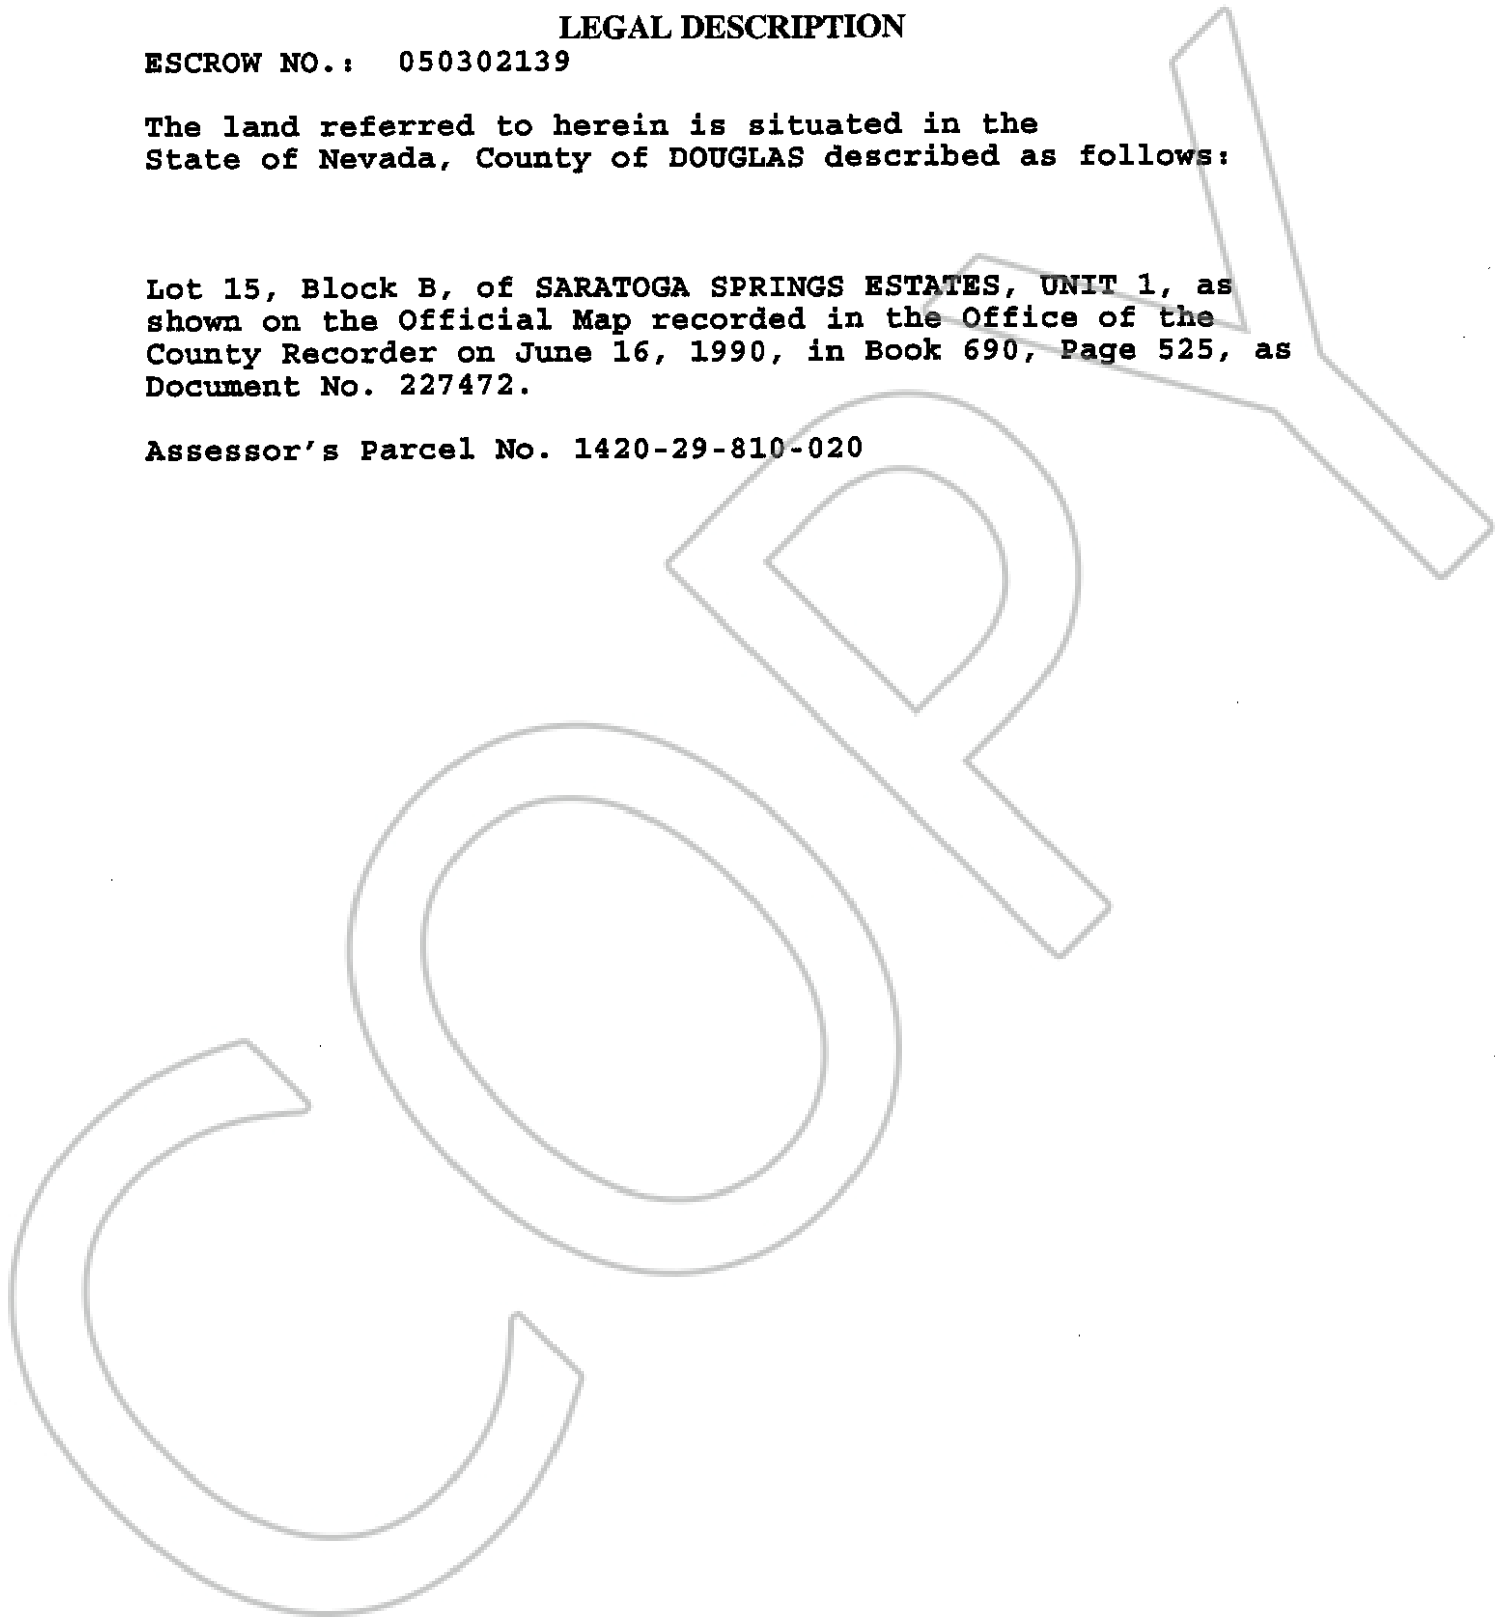 LEGAL DESCRIPTION
ESCROW NO.: 050302139
The land referred to herein is situated in the
State of Nevada, County of DOUGLAS described as follows:
Lot 15, Block B, of SARATOGA SPRINGS ESTATES, UNIT 1, as
shown on the Official Map recorded in the Office of the
County Recorder on June 16, 1990, in Book 690, Page 525, as
Document No. 227472.
Assessor's Parcel No. 1420-29-810-020
COPY